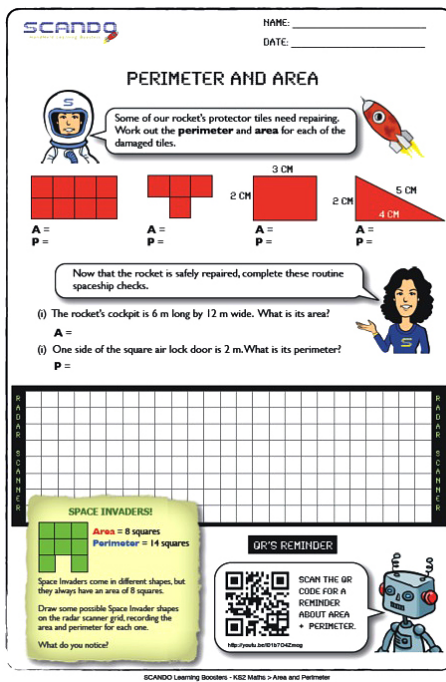 SCANDO
NAME:
DATE:
PERIMETER AND AREA
S
Some of our rocket's protector tiles need repairing.
Work out the perimeter and area for each of the
damaged tiles.
3 CM
2 CM
2 CM
5 CM
4 CM
A =
P =
A =
P =
A =
P =
A =
P =
Now that the rocket is safely repaired, complete these routine
spaceship checks.
(i) The rocket's cockpit is 6 m long by 12 m wide. What is its area?
A =
(i) One side of the square air lock door is 2 m. What is its perimeter?
P =
S
RADAR SCANNER
RADAR SCANNER
SPACE INVADERS!
Area = 8 squares
Perimeter = 14 squares
Space Invaders come in different shapes, but
they always have an area of 8 squares.
Draw some possible Space Invader shapes
on the radar scanner grid, recording the
area and perimeter for each one.
What do you notice?
QR'S REMINDER
SCAN THE QR
CODE FOR A
REMINDER
ABOUT AREA
+ PERIMETER.
SCANDO Learning Boosters - KS2 Maths > Area and Perimeter